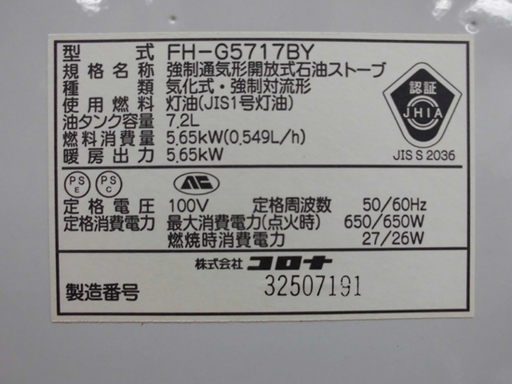 型 式 FH-G5717BY
規格名称 強制通気形開放式石油ストーブ
種 類 気化式・強制対流形
使用燃料 灯油(JIS1号灯油)
油タンク容量 7.2L
燃料消費量 5.65kW(0.549L/h)
暖房出力 5.65kW
認証
JHIA
JIS S 2036
PS E PS C
定格電圧 100V 定格周波数 50/60Hz
定格消費電力 最大消費電力(点火時) 650/650W
燃焼時消費電力 27/26W
株式会社 コロナ
製造番号 32507191